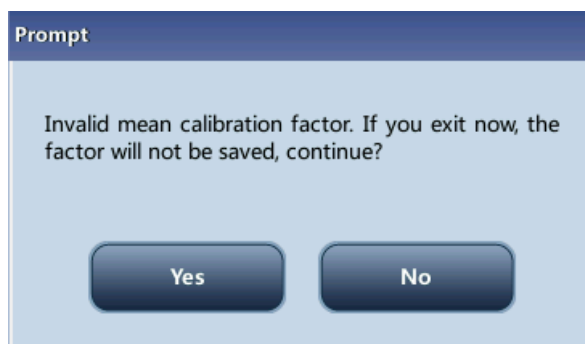 Prompt
Invalid mean calibration factor. If you exit now, the
factor will not be saved, continue?
Yes
No